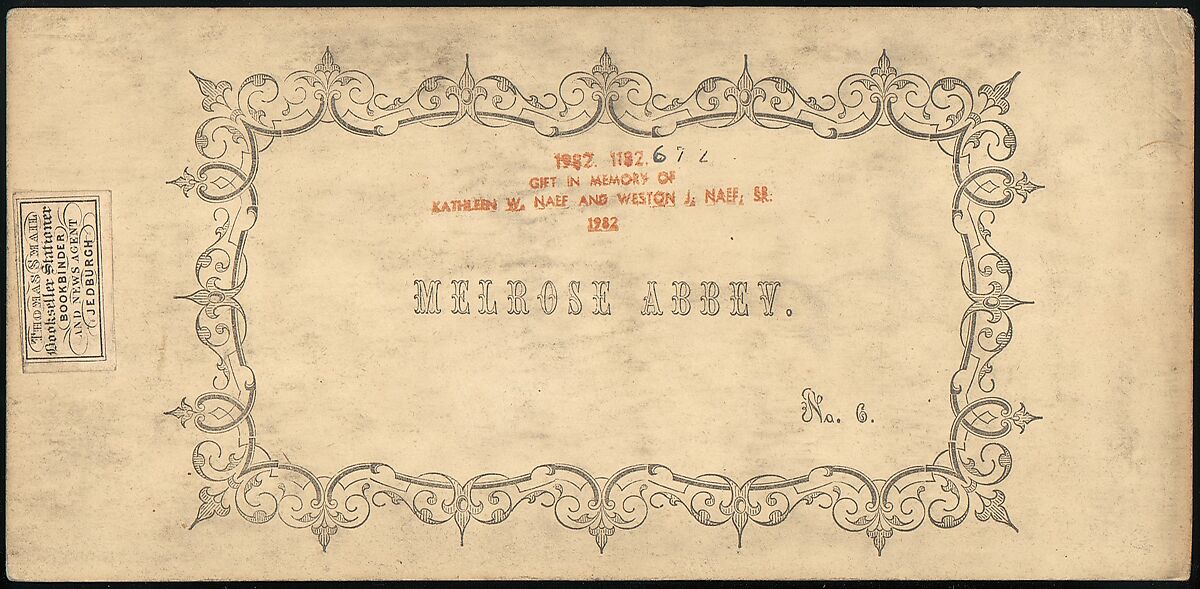 1982. 1182.672
GIFT IN MEMORY OF
KATHLEEN W. NAEF AND WESTON J. NAEF, SR.
1982
MELROSE ABBEY.
No. 6.
THOMAS SMAIL
Bookseller Stationer
BOOKBINDER
AND NEWS AGENT
JEDBURGH